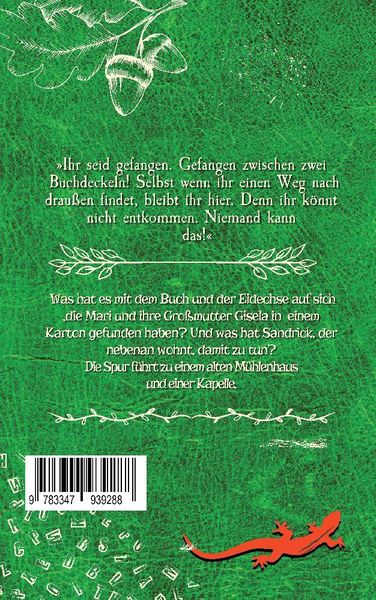 »Ihr seid gefangen. Gefangen zwischen zwei
Buchdeckeln! Selbst wenn ihr einen Weg nach
draußen findet, bleibt ihr hier. Denn ihr könnt
nicht entkommen. Niemand kann
das!«
Was hat es mit dem Buch und der Eidechse auf sich
,die Mari und ihre Großmutter Gisela in einem
Karton gefunden haben? Und was hat Sandrick, der
nebenan wohnt, damit zu tun?
Die Spur führt zu einem alten Mühlenhaus
und einer Kapelle.
9 783347 939288